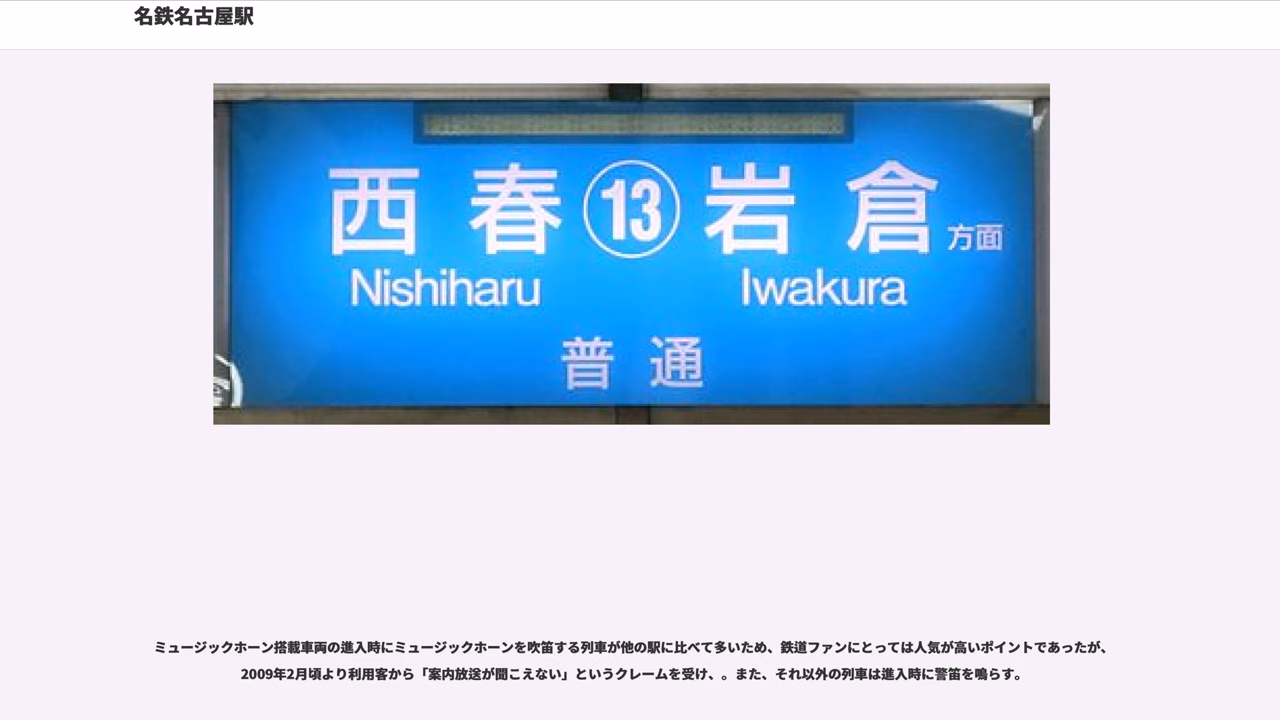 名鉄名古屋駅
西春⑬岩倉方面
Nishiharu Iwakura
普通
ミュージックホーン搭載車両の進入時にミュージックホーンを吹笛する列車が他の駅に比べて多いため、鉄道ファンにとっては人気が高いポイントであったが、
2009年2月頃より利用客から「案内放送が聞こえない」というクレームを受け、。また、それ以外の列車は進入時に警笛を鳴らす。